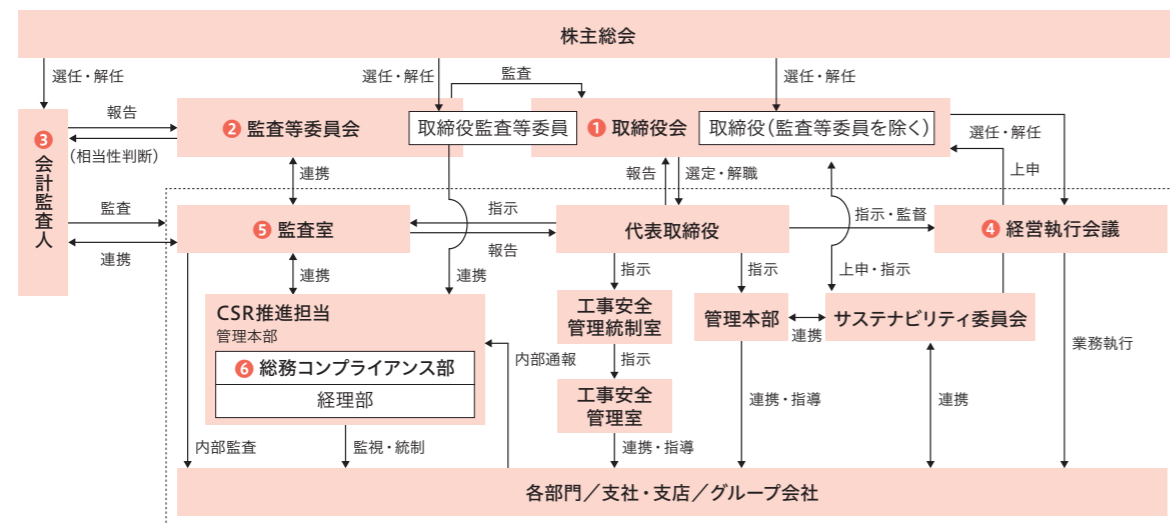 株主総会
選任・解任
選任・解任
監査
選任・解任
報告
(相当性判断)
❸ 会計監査人
❷ 監査等委員会
取締役監査等委員
❶ 取締役会
取締役(監査等委員を除く)
選任・解任
上申
連携
報告
選定・解職
監査
連携
❺ 監査室
指示
報告
代表取締役
指示・監督
❹ 経営執行会議
連携
連携
指示
指示
上申・指示
CSR推進担当
管理本部
❻ 総務コンプライアンス部
経理部
工事安全
管理統制室
管理本部
連携
サステナビリティ委員会
内部通報
指示
業務執行
工事安全
管理室
連携・指導
連携
内部監査
監視・統制
連携・指導
各部門/支社・支店/グループ会社